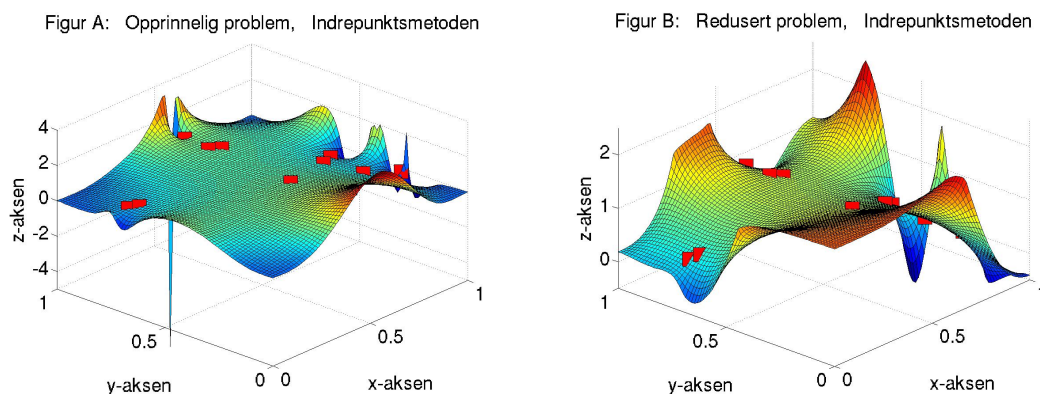 Figur A: Opprinnelig problem, Indrepunktsmetoden
Figur B: Redusert problem, Indrepunktsmetoden
z-aksen
4
2
0
-2
-4
1
0.5
0
y-aksen
0
0.5
1
x-aksen
z-aksen
2
1
0
1
0.5
0
y-aksen
0
0.5
1
x-aksen